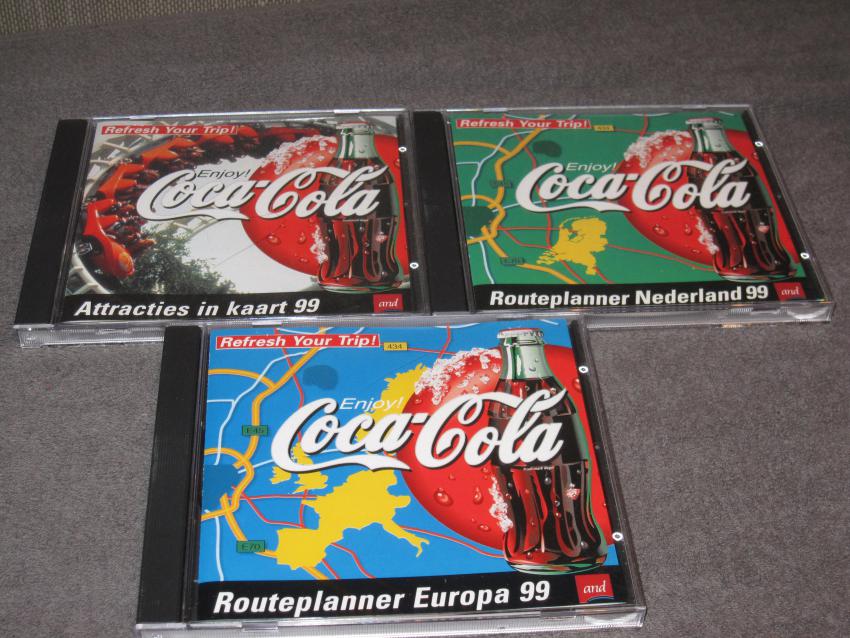 Refresh Your Trip!
Enjoy!
Coca-Cola
Attracties in kaart 99
and
Refresh Your Trip!
Enjoy!
Coca-Cola
Routeplanner Nederland 99
and
Refresh Your Trip!
434
Enjoy!
Coca-Cola
E45
E70
Routeplanner Europa 99
and